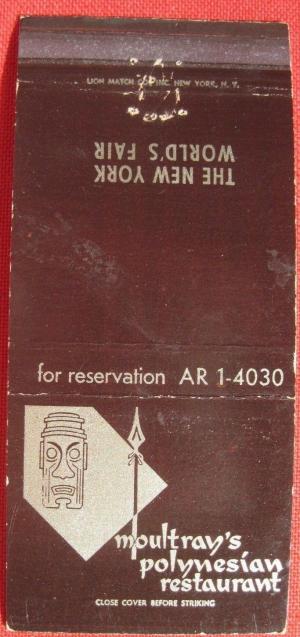 LION MATCH CO. INC. NEW YORK, N. Y.
THE NEW YORK
WORLD'S FAIR
for reservation AR 1-4030
moultray's
polynesian
restaurant
CLOSE COVER BEFORE STRIKING